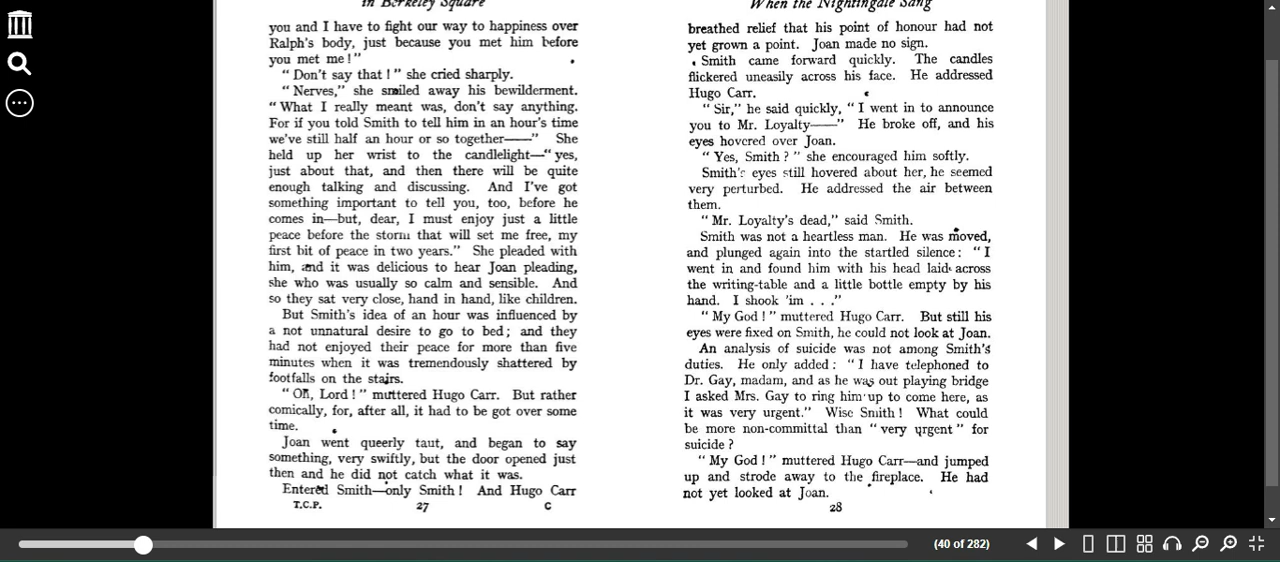 in Berkeley Square
you and I have to fight our way to happiness over
Ralph's body, just because you met him before
you met me!"
"Don't say that!" she cried sharply.
"Nerves," she smiled away his bewilderment.
"What I really meant was, don't say anything.
For if you told Smith to tell him in an hour's time
we've still half an hour or so together——" She
held up her wrist to the candlelight—"yes,
just about that, and then there will be quite
enough talking and discussing. And I've got
something important to tell you, too, before he
comes in—but, dear, I must enjoy just a little
peace before the storm that will set me free, my
first bit of peace in two years." She pleaded with
him, and it was delicious to hear Joan pleading,
she who was usually so calm and sensible. And
so they sat very close, hand in hand, like children.
But Smith's idea of an hour was influenced by
a not unnatural desire to go to bed; and they
had not enjoyed their peace for more than five
minutes when it was tremendously shattered by
footfalls on the stairs.
"Oh, Lord!" muttered Hugo Carr. But rather
comically, for, after all, it had to be got over some
time.
Joan went queerly taut, and began to say
something, very swiftly, but the door opened just
then and he did not catch what it was.
Entered Smith—only Smith! And Hugo Carr
T.C.P. 27 C
When the Nightingale Sang
breathed relief that his point of honour had not
yet grown a point. Joan made no sign.
Smith came forward quickly. The candles
flickered uneasily across his face. He addressed
Hugo Carr.
"Sir," he said quickly, "I went in to announce
you to Mr. Loyalty——" He broke off, and his
eyes hovered over Joan.
"Yes, Smith?" she encouraged him softly.
Smith's eyes still hovered about her, he seemed
very perturbed. He addressed the air between
them.
"Mr. Loyalty's dead," said Smith.
Smith was not a heartless man. He was moved,
and plunged again into the startled silence: "I
went in and found him with his head laid across
the writing-table and a little bottle empty by his
hand. I shook 'im . . ."
"My God!" muttered Hugo Carr. But still his
eyes were fixed on Smith, he could not look at Joan.
An analysis of suicide was not among Smith's
duties. He only added: "I have telephoned to
Dr. Gay, madam, and as he was out playing bridge
I asked Mrs. Gay to ring him up to come here, as
it was very urgent." Wise Smith! What could
be more non-committal than "very urgent" for
suicide?
"My God!" muttered Hugo Carr—and jumped
up and strode away to the fireplace. He had
not yet looked at Joan.
28
(40 of 282)